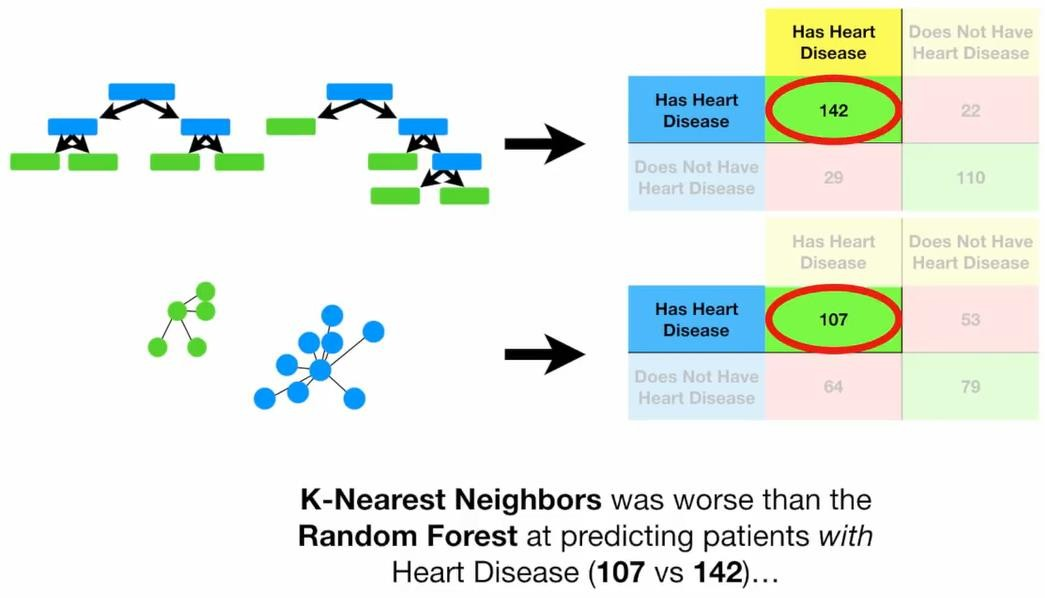 Has Heart
Disease
Does Not Have
Heart Disease
Has Heart
Disease
142
22
Does Not Have
Heart Disease
29
110
Has Heart
Disease
Does Not Have
Heart Disease
Has Heart
Disease
107
53
Does Not Have
Heart Disease
64
79
K-Nearest Neighbors was worse than the
Random Forest at predicting patients with
Heart Disease (107 vs 142)...